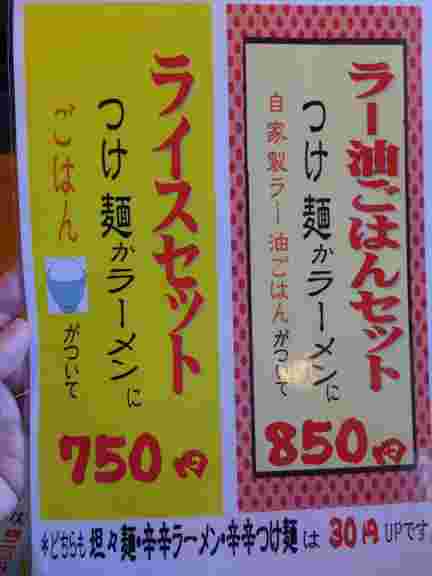 ラー油ごはんセット
つけ麺かラーメンに
自家製ラー油ごはんがついて
850円
ライスセット
つけ麺かラーメンに
ごはん
がついて
750円
*どちらも坦々麺・辛辛ラーメン・辛辛つけ麺は30円UPです